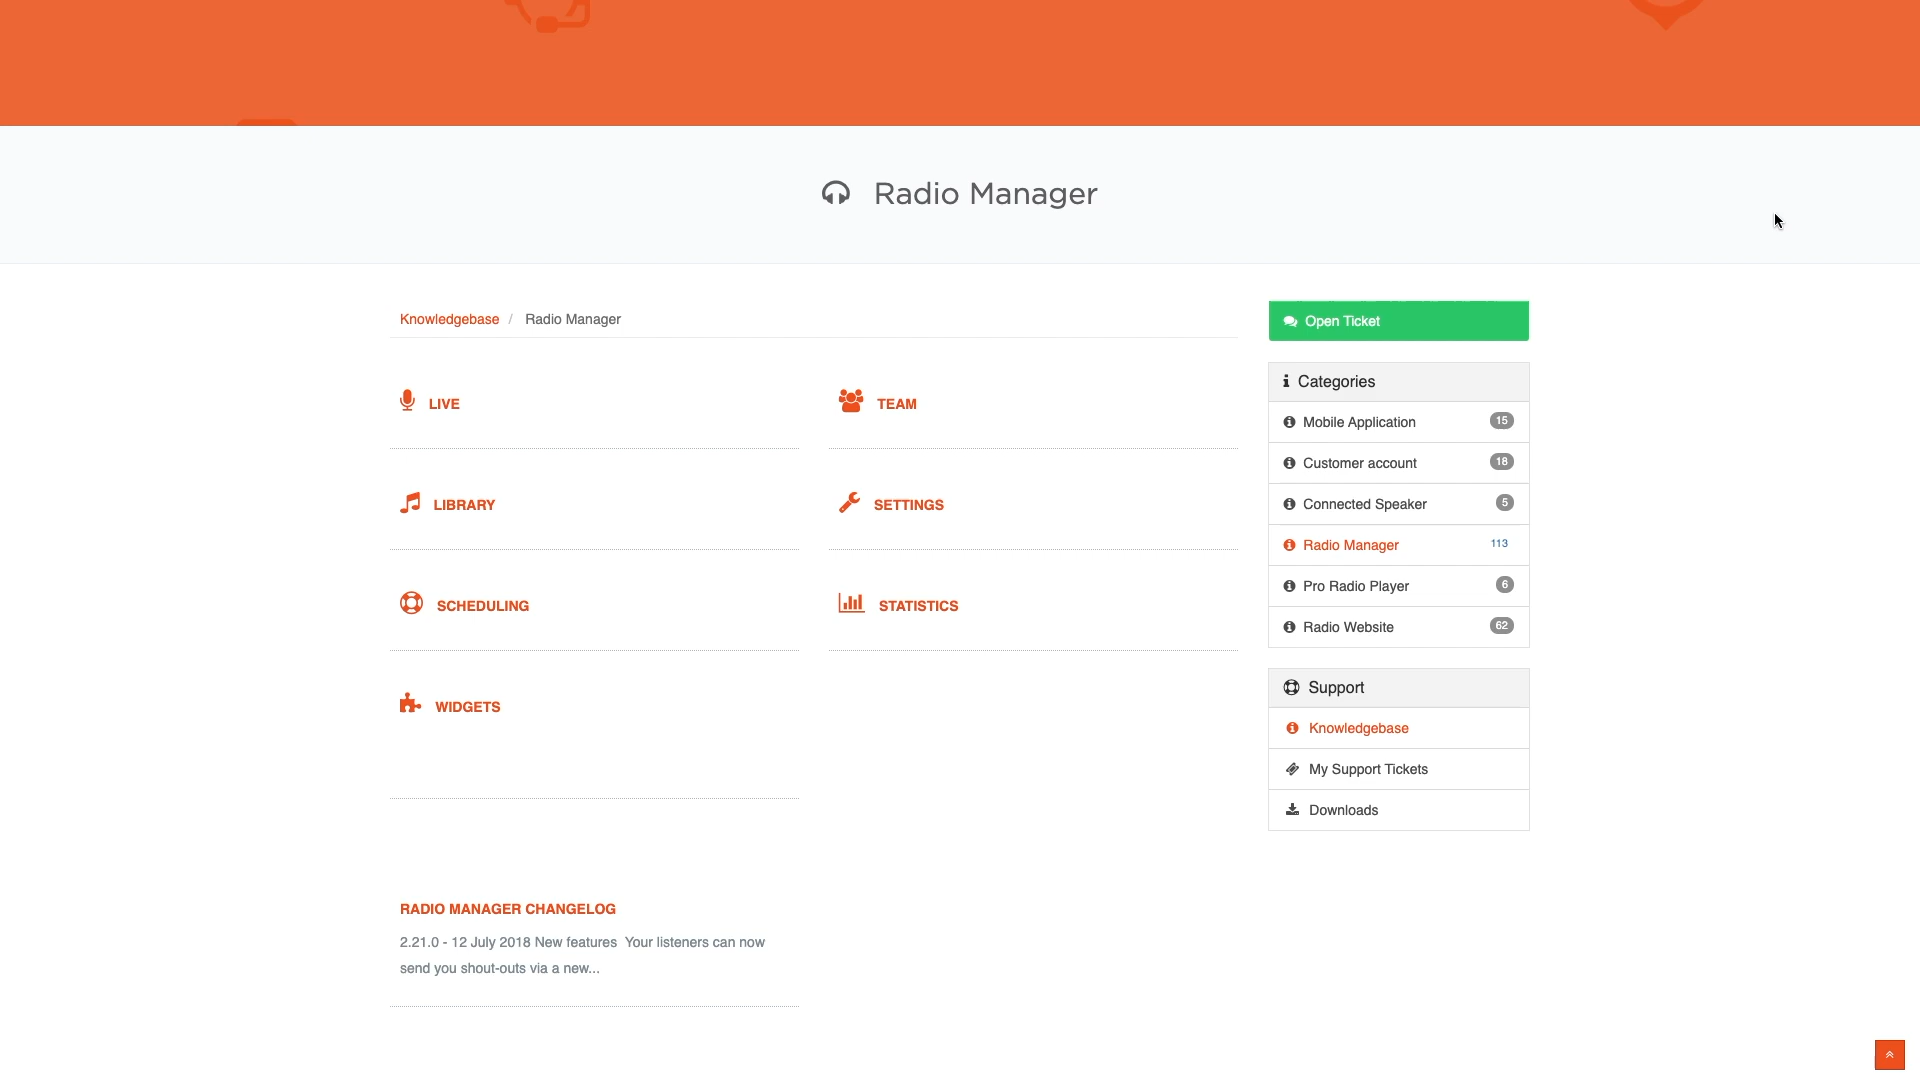 Radio Manager
Knowledgebase / Radio Manager
LIVE
TEAM
LIBRARY
SETTINGS
SCHEDULING
STATISTICS
WIDGETS
RADIO MANAGER CHANGELOG
2.21.0 - 12 July 2018 New features  Your listeners can now
send you shout-outs via a new...
Open Ticket
Categories
Mobile Application 15
Customer account 18
Connected Speaker 5
Radio Manager 113
Pro Radio Player 6
Radio Website 62
Support
Knowledgebase
My Support Tickets
Downloads